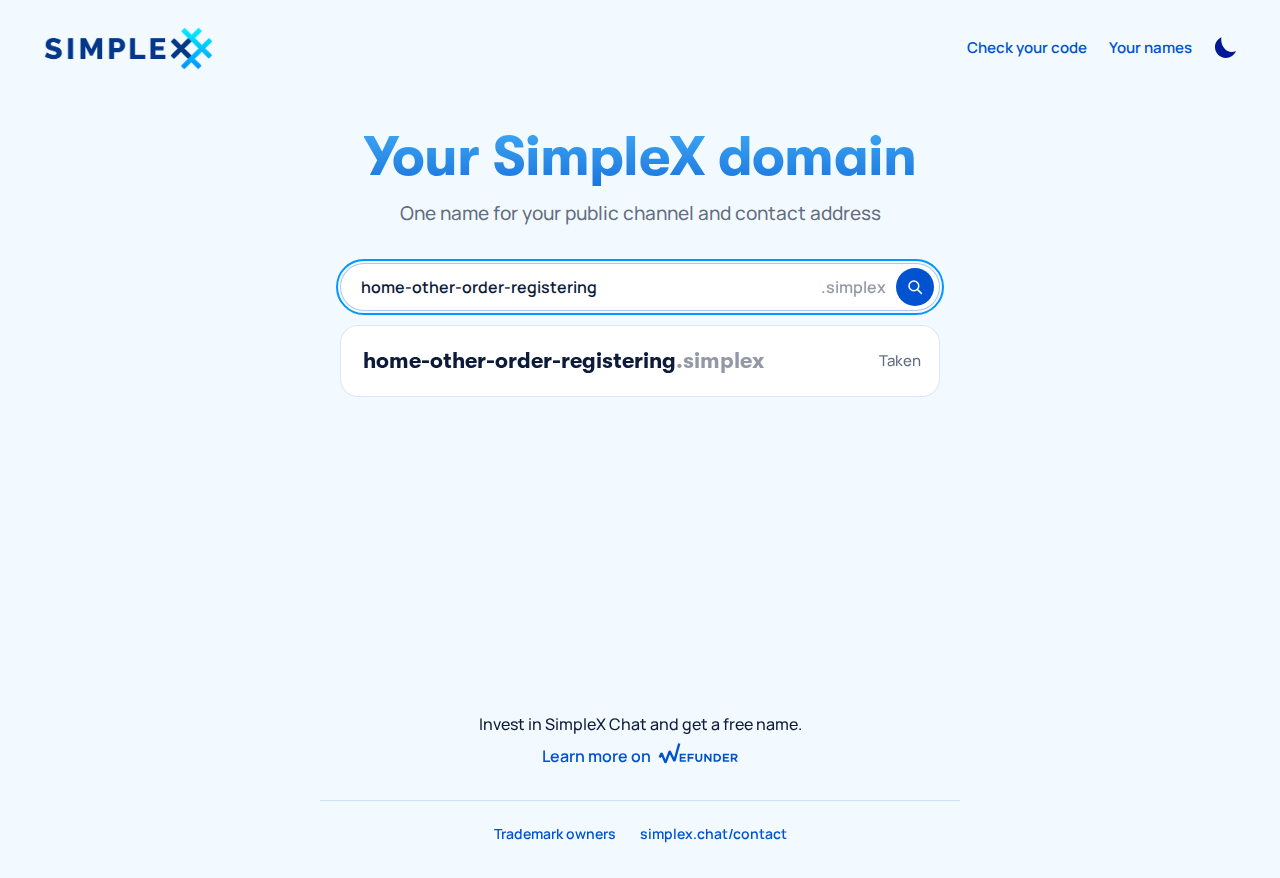 SIMPLEX
Check your code
Your names
Your SimpleX domain
One name for your public channel and contact address
home-other-order-registering .simplex
home-other-order-registering.simplex Taken
Invest in SimpleX Chat and get a free name.
Learn more on WEFUNDER
Trademark owners simplex.chat/contact